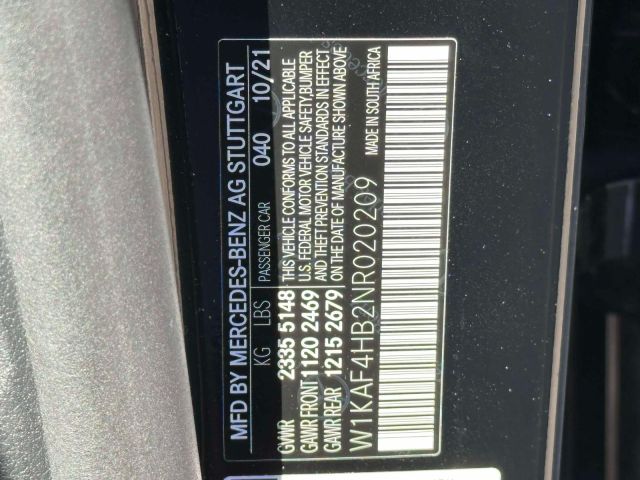 MFD BY MERCEDES-BENZ AG STUTTGART
KG LBS PASSENGER CAR 040 10/21
GVWR 2335 5148
GAWR FRONT 1120 2469
GAWR REAR 1215 2679
THIS VEHICLE CONFORMS TO ALL APPLICABLE
U.S. FEDERAL MOTOR VEHICLE SAFETY, BUMPER
AND THEFT PREVENTION STANDARDS IN EFFECT
ON THE DATE OF MANUFACTURE SHOWN ABOVE
W1KAF4HB2NR020209
MADE IN SOUTH AFRICA